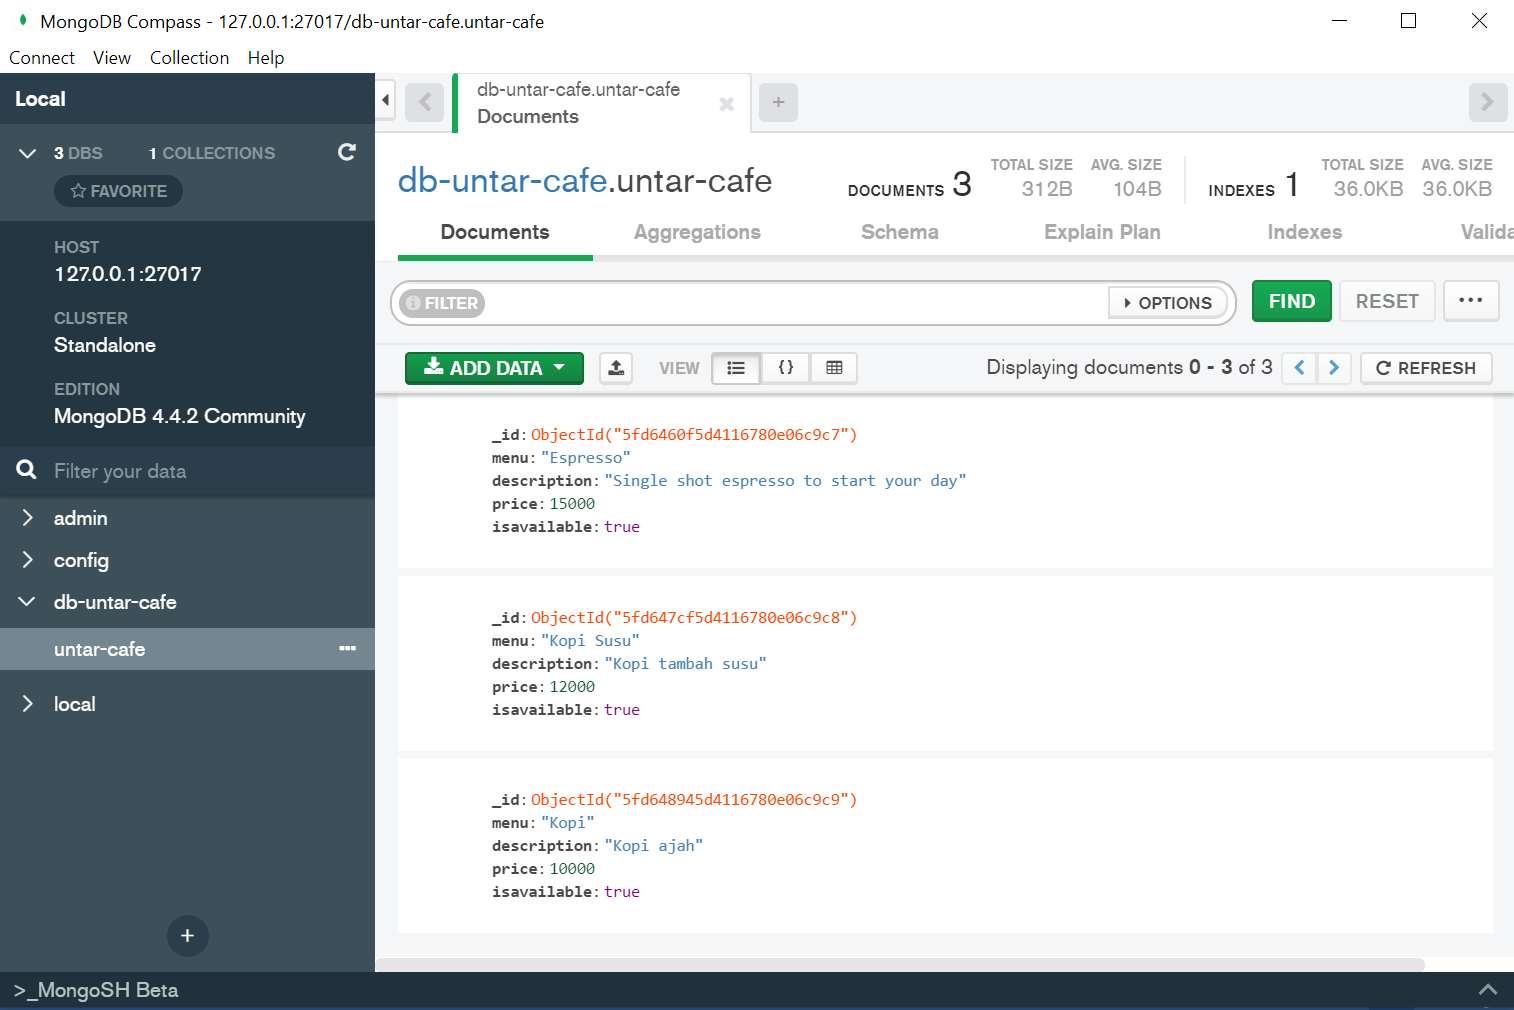 MongoDB Compass - 127.0.0.1:27017/db-untar-cafe.untar-cafe
Connect View Collection Help
Local
3 DBS 1 COLLECTIONS
FAVORITE
HOST
127.0.0.1:27017
CLUSTER
Standalone
EDITION
MongoDB 4.4.2 Community
Filter your data
admin
config
db-untar-cafe
untar-cafe
local
db-untar-cafe.untar-cafe
Documents
db-untar-cafe.untar-cafe
DOCUMENTS 3
TOTAL SIZE AVG. SIZE
312B 104B
INDEXES 1
TOTAL SIZE AVG. SIZE
36.0KB 36.0KB
Documents Aggregations Schema Explain Plan Indexes Valida
FILTER OPTIONS FIND RESET
ADD DATA VIEW { } Displaying documents 0 - 3 of 3 REFRESH
_id: ObjectId("5fd6460f5d4116780e06c9c7")
menu: "Espresso"
description: "Single shot espresso to start your day"
price: 15000
isavailable: true
_id: ObjectId("5fd647cf5d4116780e06c9c8")
menu: "Kopi Susu"
description: "Kopi tambah susu"
price: 12000
isavailable: true
_id: ObjectId("5fd648945d4116780e06c9c9")
menu: "Kopi"
description: "Kopi ajah"
price: 10000
isavailable: true
>_MongoSH Beta